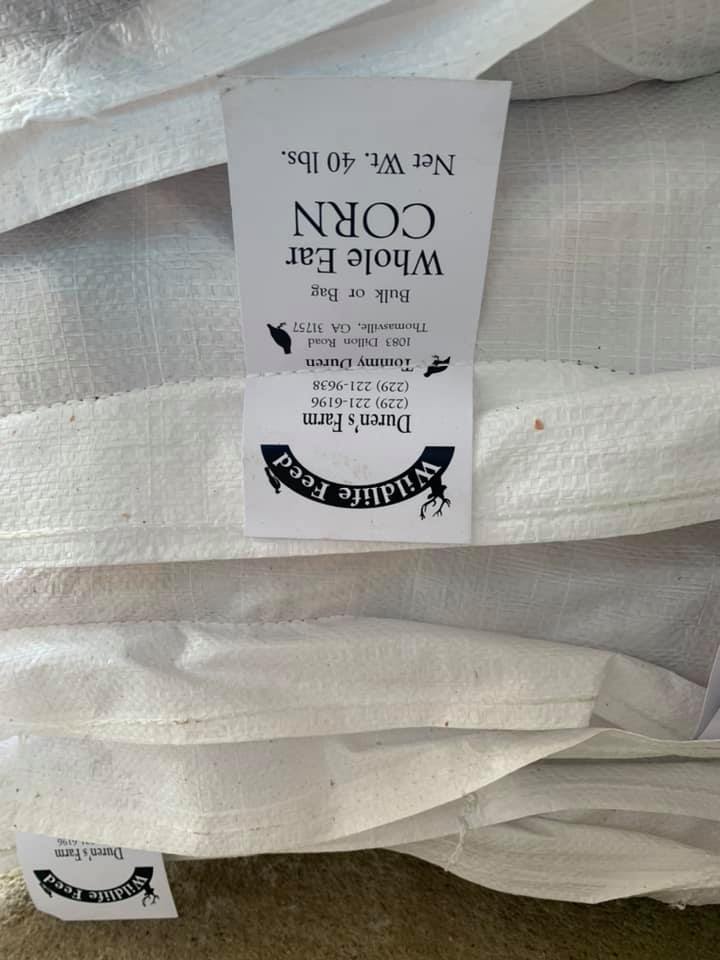 Wildlife Feed
Duren's Farm
(229) 221-6196
(229) 221-9638
Tommy Duren
1083 Dillon Road
Thomasville, GA 31757
Bulk or Bag
Whole Ear
CORN
Net Wt. 40 lbs.
Wildlife Feed
Duren's Farm